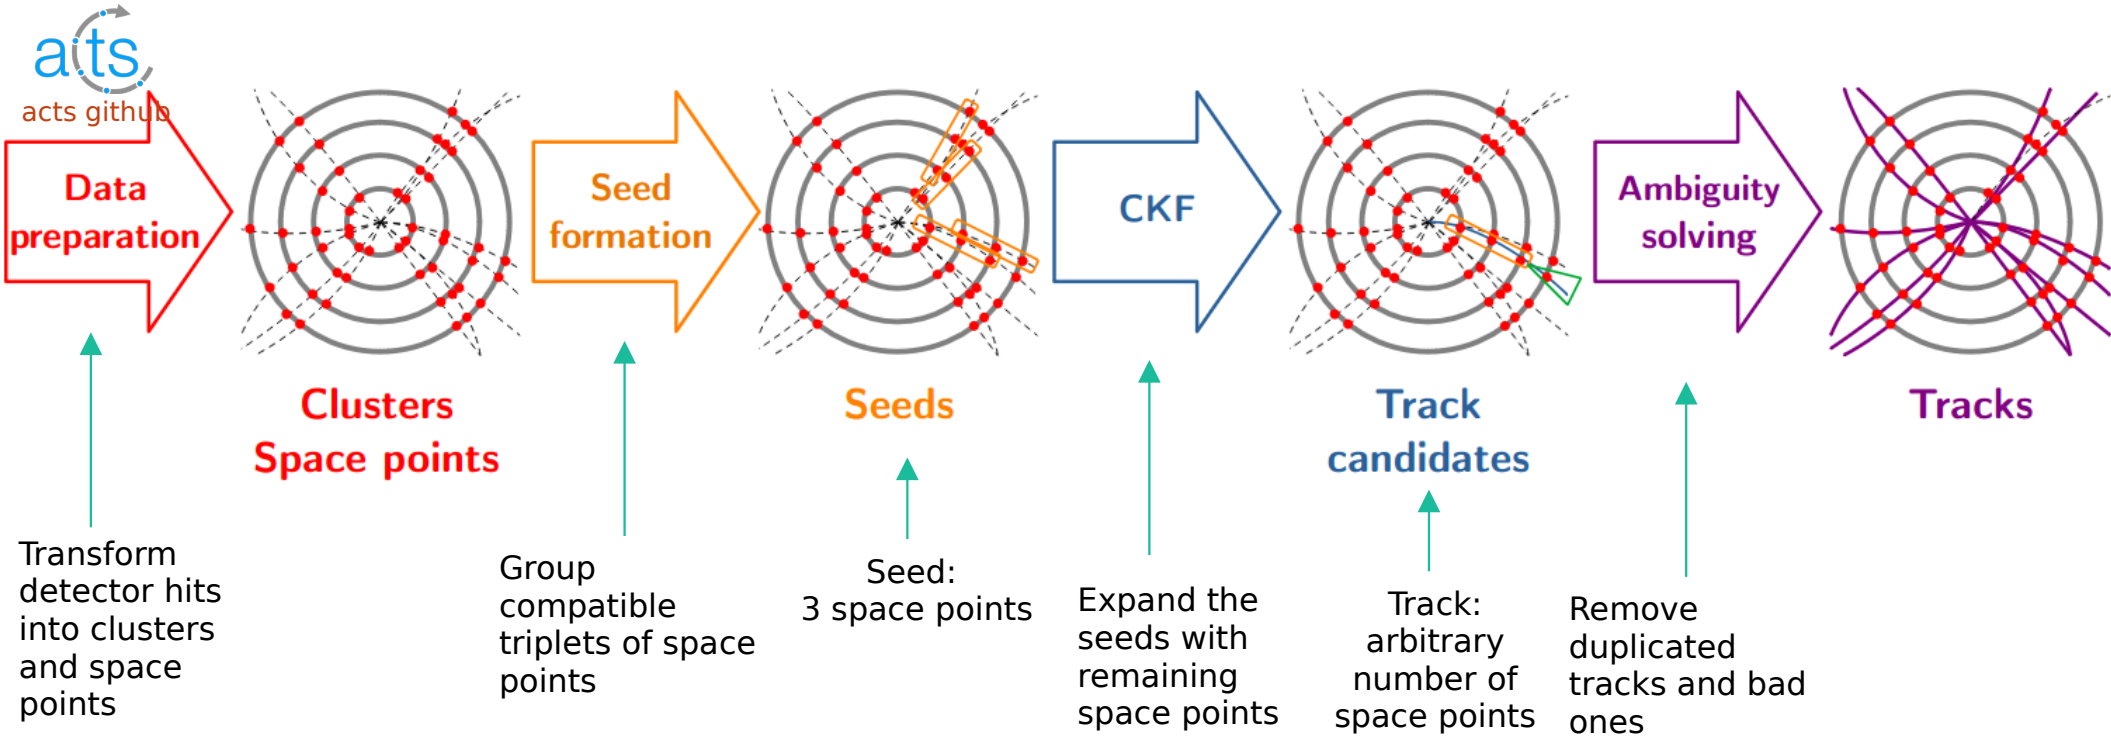 acts
acts github
Data
preparation
Seed
formation
CKF
Ambiguity
solving
Clusters
Space points
Seeds
Track
candidates
Tracks
Transform
detector hits
into clusters
and space
points
Group
compatible
triplets of space
points
Seed:
3 space points
Expand the
seeds with
remaining
space points
Track:
arbitrary
number of
space points
Remove
duplicated
tracks and bad
ones